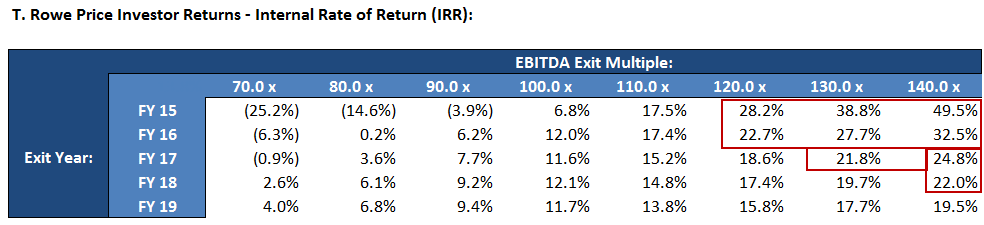 T. Rowe Price Investor Returns - Internal Rate of Return (IRR):
EBITDA Exit Multiple:
70.0 x 80.0 x 90.0 x 100.0 x 110.0 x 120.0 x 130.0 x 140.0 x
FY 15 (25.2%) (14.6%) (3.9%) 6.8% 17.5% 28.2% 38.8% 49.5%
FY 16 (6.3%) 0.2% 6.2% 12.0% 17.4% 22.7% 27.7% 32.5%
Exit Year: FY 17 (0.9%) 3.6% 7.7% 11.6% 15.2% 18.6% 21.8% 24.8%
FY 18 2.6% 6.1% 9.2% 12.1% 14.8% 17.4% 19.7% 22.0%
FY 19 4.0% 6.8% 9.4% 11.7% 13.8% 15.8% 17.7% 19.5%